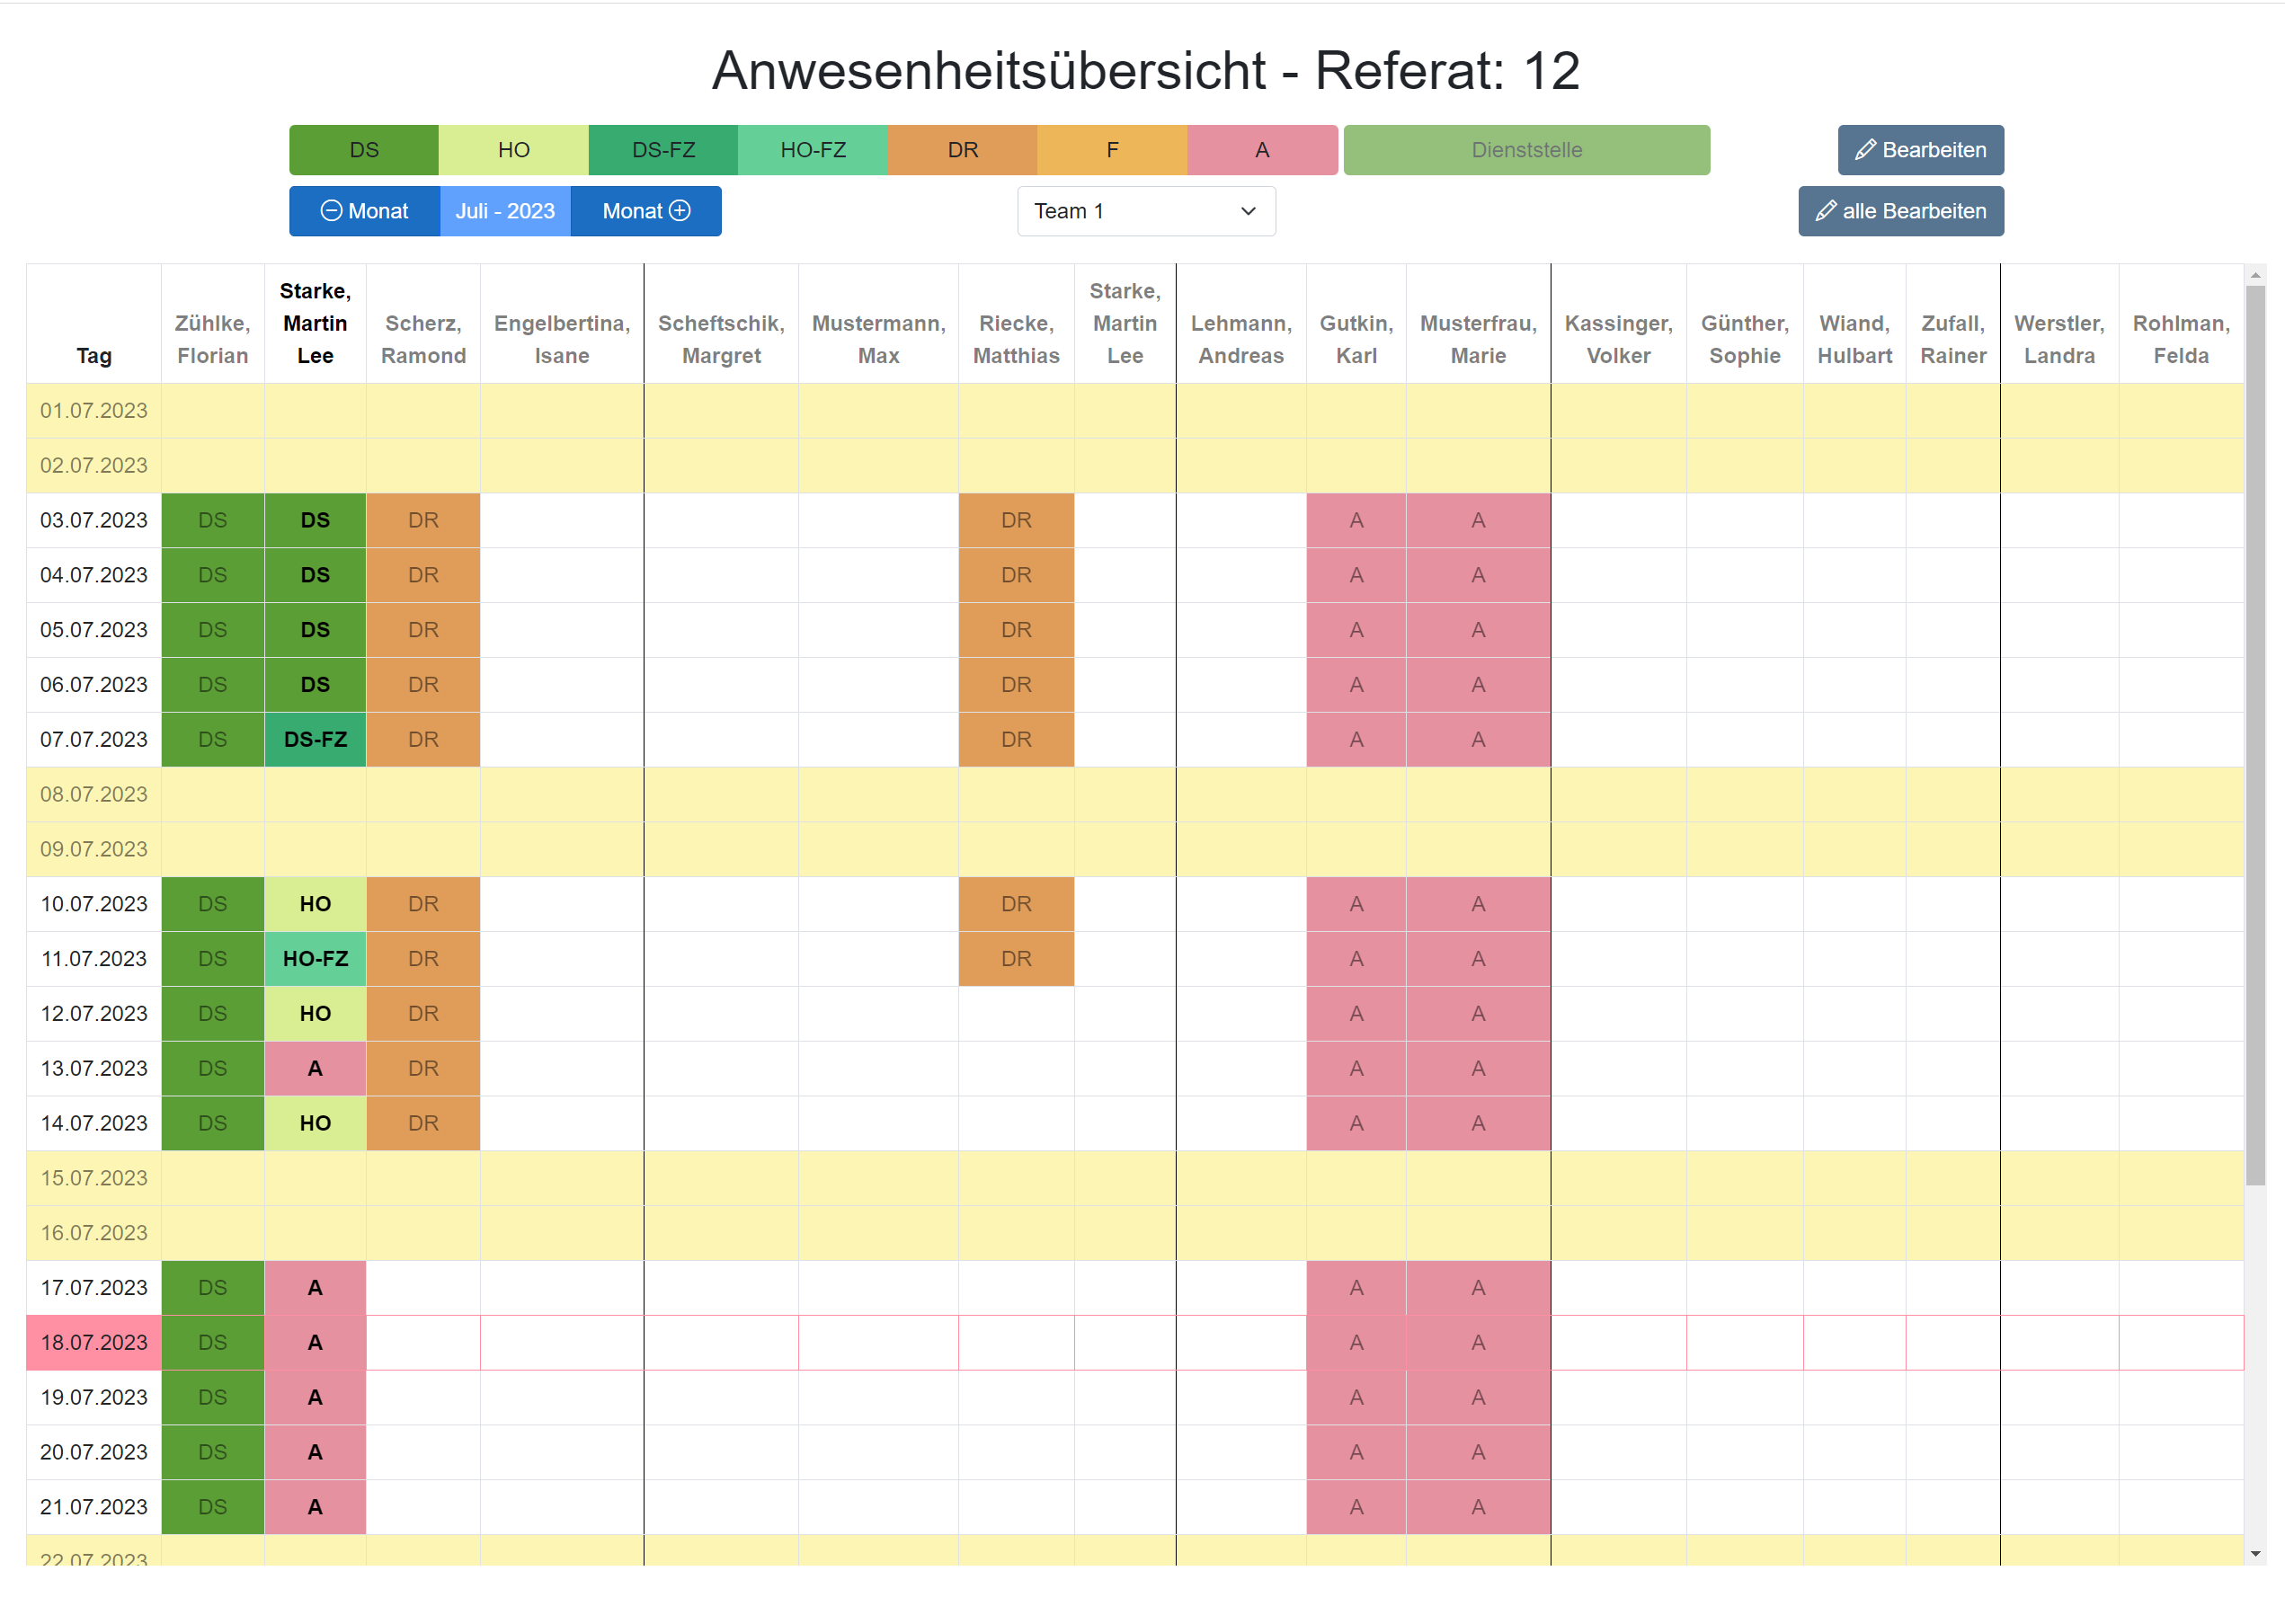 Anwesenheitsübersicht - Referat: 12
DS HO DS-FZ HO-FZ DR F A Dienststelle Bearbeiten
Monat Juli - 2023 Monat Team 1 alle Bearbeiten
Tag Zühlke, Florian Starke, Martin Lee Scherz, Ramond Engelbertina, Isane Scheftschik, Margret Mustermann, Max Riecke, Matthias Starke, Martin Lee Lehmann, Andreas Gutkin, Karl Musterfrau, Marie Kassinger, Volker Günther, Sophie Wiand, Hulbart Zufall, Rainer Werstler, Landra Rohlman, Felda
01.07.2023
02.07.2023
03.07.2023 DS DS DR DR A A
04.07.2023 DS DS DR DR A A
05.07.2023 DS DS DR DR A A
06.07.2023 DS DS DR DR A A
07.07.2023 DS DS-FZ DR DR A A
08.07.2023
09.07.2023
10.07.2023 DS HO DR DR A A
11.07.2023 DS HO-FZ DR DR A A
12.07.2023 DS HO DR A A
13.07.2023 DS A DR A A
14.07.2023 DS HO DR A A
15.07.2023
16.07.2023
17.07.2023 DS A A A
18.07.2023 DS A A A
19.07.2023 DS A A A
20.07.2023 DS A A A
21.07.2023 DS A A A
22.07.2023